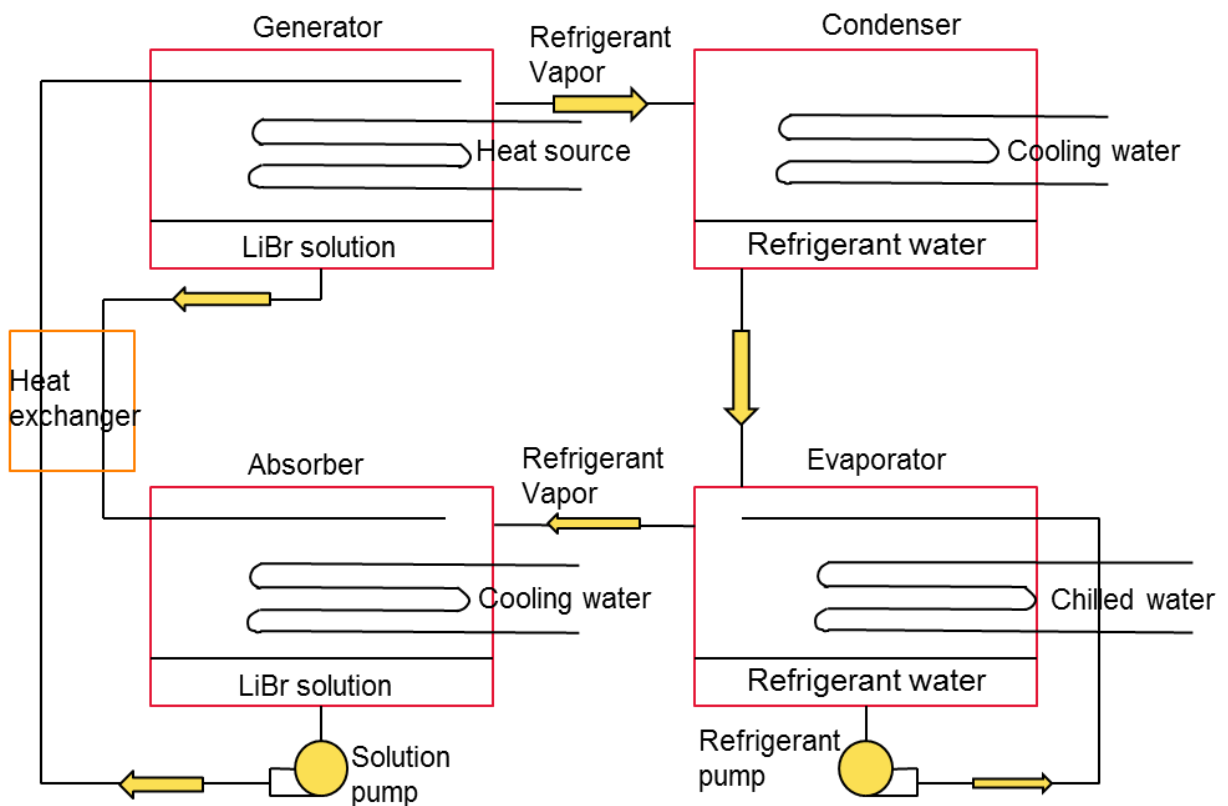 Generator
Refrigerant
Vapor
Condenser
Heat source
Cooling water
LiBr solution
Refrigerant water
Heat
exchanger
Absorber
Refrigerant
Vapor
Evaporator
Cooling water
Chilled water
LiBr solution
Refrigerant water
Solution
pump
Refrigerant
pump